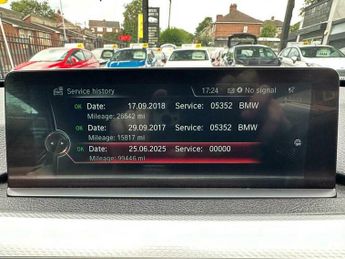 Service history 17:24 No signal
OK Date: 17.09.2018 Service: 05352 BMW
Mileage: 26642 mi
OK Date: 29.09.2017 Service: 05352 BMW
Mileage: 15817 mi
OK Date: 25.06.2025 Service: 00000
Mileage: 99446 mi